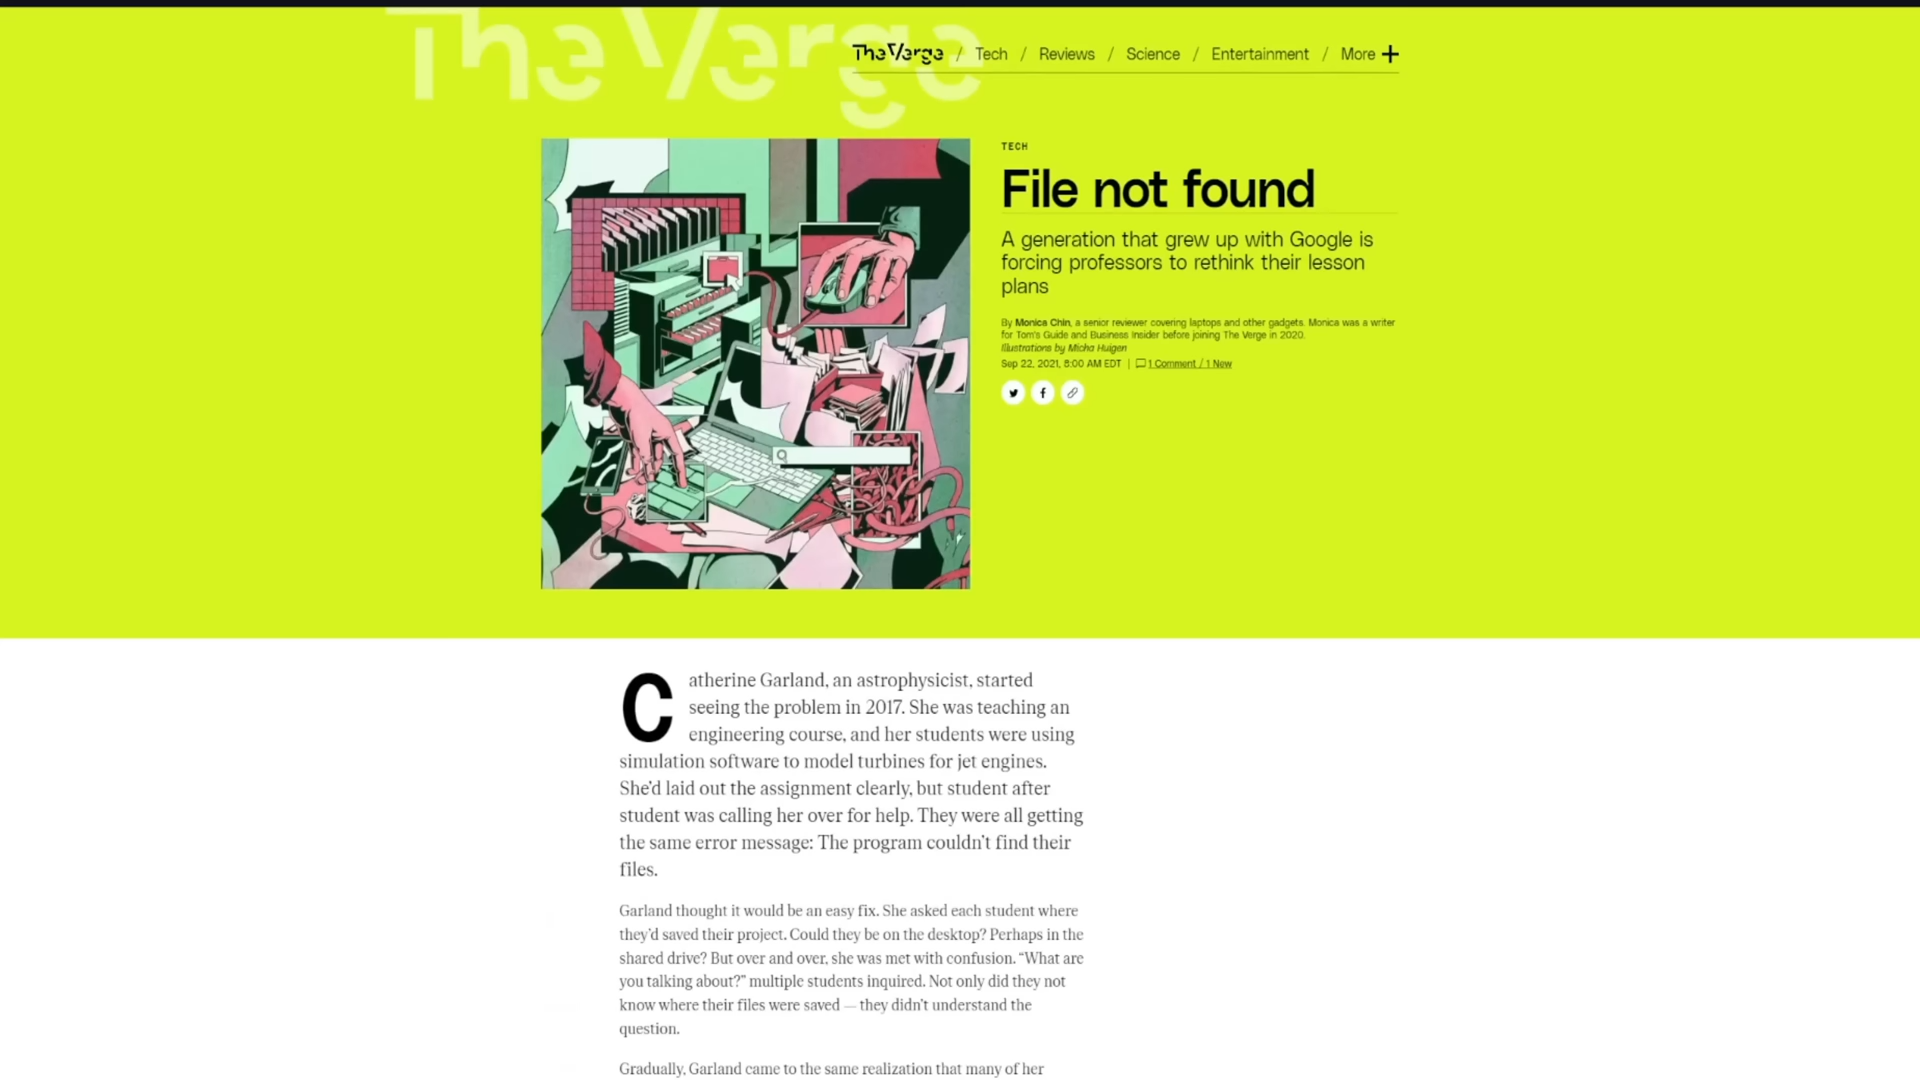 The Verge
The Verge / Tech / Reviews / Science / Entertainment / More +
TECH
File not found
A generation that grew up with Google is
forcing professors to rethink their lesson
plans
By Monica Chin, a senior reviewer covering laptops and other gadgets. Monica was a writer
for Tom's Guide and Business Insider before joining The Verge in 2020.
Illustrations by Micha Huigen
Sep 22, 2021, 8:00 AM EDT | 1 Comment / 1 New
Catherine Garland, an astrophysicist, started
seeing the problem in 2017. She was teaching an
engineering course, and her students were using
simulation software to model turbines for jet engines.
She’d laid out the assignment clearly, but student after
student was calling her over for help. They were all getting
the same error message: The program couldn’t find their
files.
Garland thought it would be an easy fix. She asked each student where
they’d saved their project. Could they be on the desktop? Perhaps in the
shared drive? But over and over, she was met with confusion. “What are
you talking about?” multiple students inquired. Not only did they not
know where their files were saved — they didn’t understand the
question.
Gradually, Garland came to the same realization that many of her